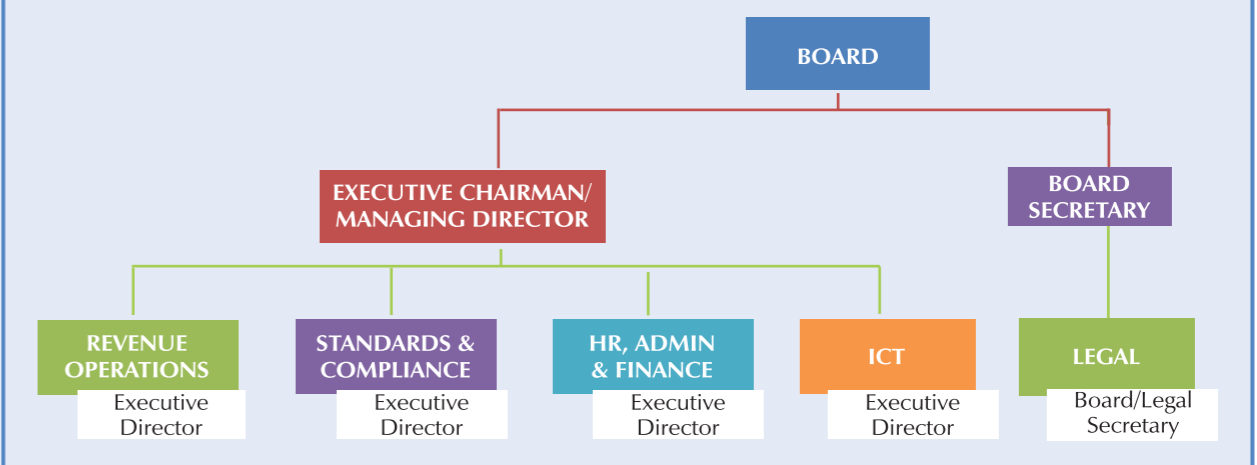 BOARD
EXECUTIVE CHAIRMAN/
MANAGING DIRECTOR
BOARD
SECRETARY
REVENUE
OPERATIONS
Executive
Director
STANDARDS &
COMPLIANCE
Executive
Director
HR, ADMIN
& FINANCE
Executive
Director
ICT
Executive
Director
LEGAL
Board/Legal
Secretary